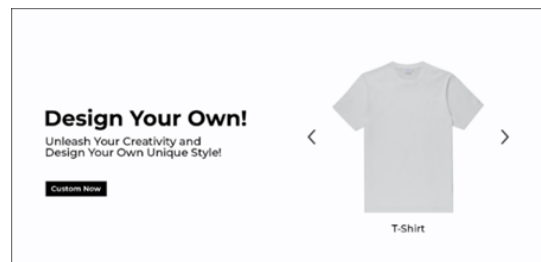 Design Your Own!
Unleash Your Creativity and
Design Your Own Unique Style!
Custom Now
T-Shirt